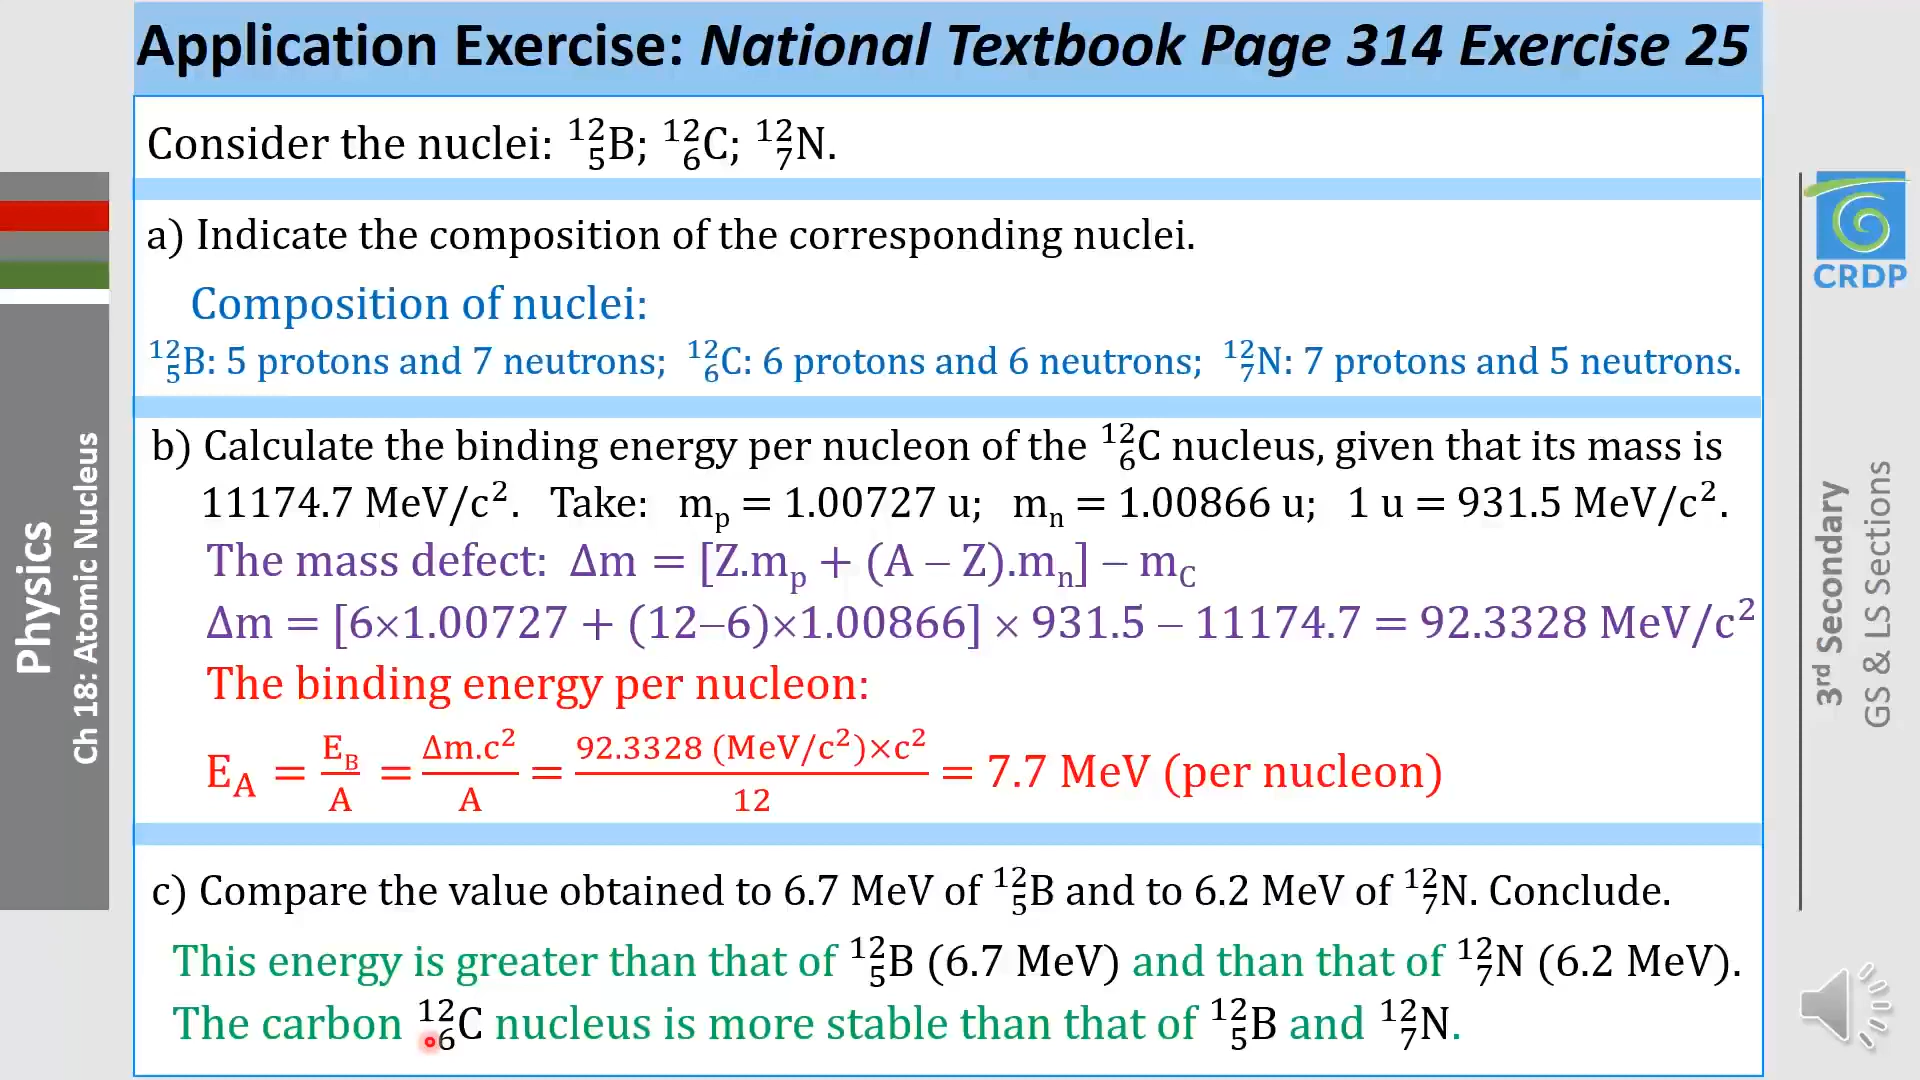 Application Exercise: National Textbook Page 314 Exercise 25
Consider the nuclei: ¹²₅B; ¹²₆C; ¹²₇N.
a) Indicate the composition of the corresponding nuclei.
Composition of nuclei:
¹²₅B: 5 protons and 7 neutrons; ¹²₆C: 6 protons and 6 neutrons; ¹²₇N: 7 protons and 5 neutrons.
b) Calculate the binding energy per nucleon of the ¹²₆C nucleus, given that its mass is
11174.7 MeV/c². Take: mₚ = 1.00727 u; mₙ = 1.00866 u; 1 u = 931.5 MeV/c².
The mass defect: Δm = [Z.mₚ + (A – Z).mₙ] – m_C
Δm = [6×1.00727 + (12–6)×1.00866] × 931.5 – 11174.7 = 92.3328 MeV/c²
The binding energy per nucleon:
E_A = E_B/A = Δm.c²/A = 92.3328 (MeV/c²)×c²/12 = 7.7 MeV (per nucleon)
c) Compare the value obtained to 6.7 MeV of ¹²₅B and to 6.2 MeV of ¹²₇N. Conclude.
This energy is greater than that of ¹²₅B (6.7 MeV) and than that of ¹²₇N (6.2 MeV).
The carbon ¹²₆C nucleus is more stable than that of ¹²₅B and ¹²₇N.
Physics
Ch 18: Atomic Nucleus
CRDP
3rd Secondary
GS & LS Sections